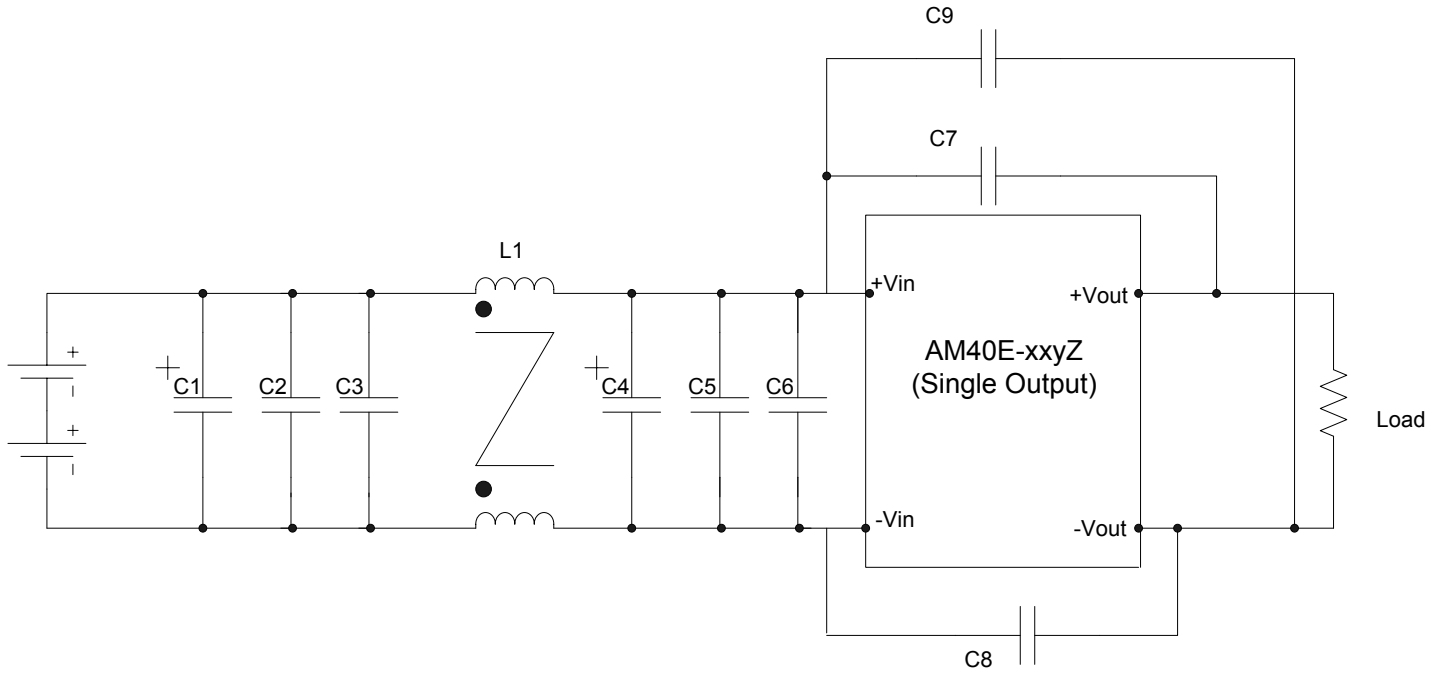 C9
C7
L1
+Vin
+Vout
AM40E-xxyZ
(Single Output)
+
+
+
C1
C2
C3
C4
C5
C6
-
+
-
Load
-Vin
-Vout
C8